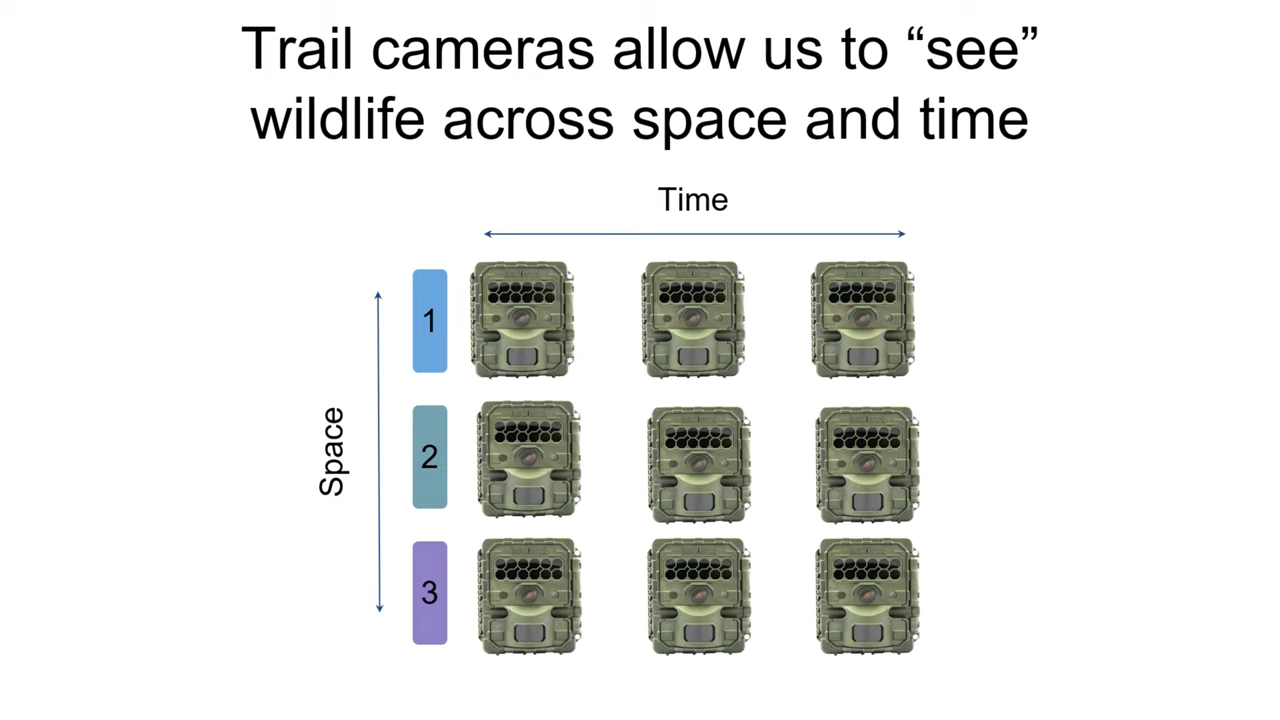 Trail cameras allow us to “see”
wildlife across space and time
Time
Space
1
2
3